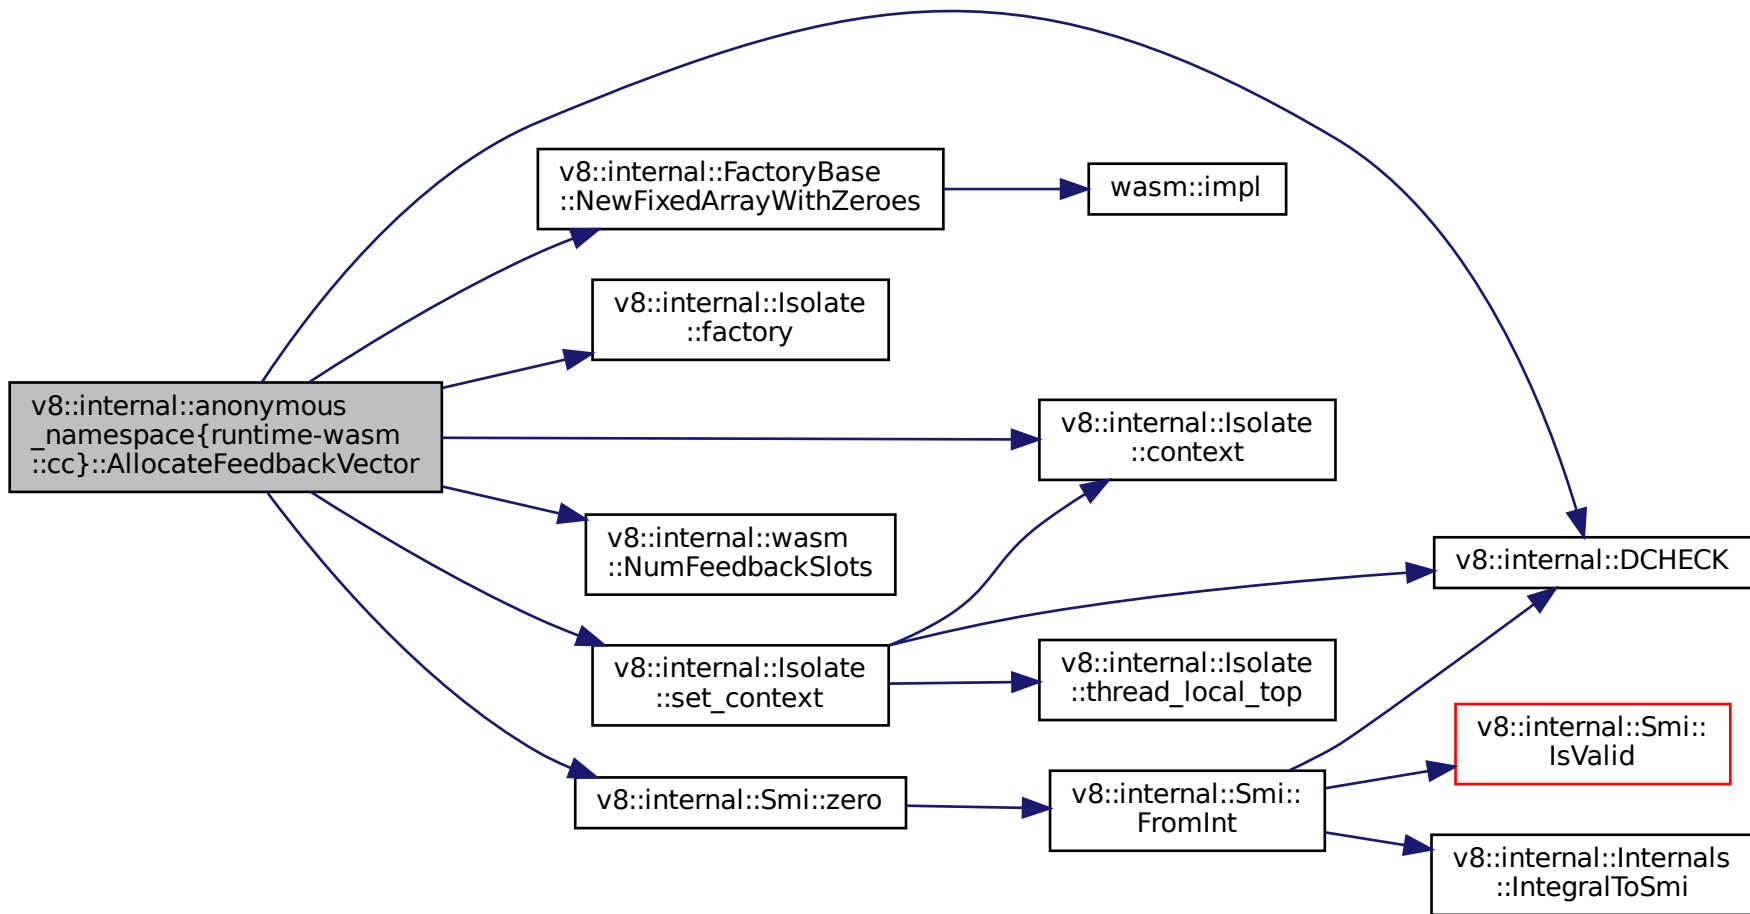 v8::internal::anonymous
_namespace{runtime-wasm
::cc}::AllocateFeedbackVector
v8::internal::FactoryBase
::NewFixedArrayWithZeroes
wasm::impl
v8::internal::Isolate
::factory
v8::internal::Isolate
::context
v8::internal::wasm
::NumFeedbackSlots
v8::internal::DCHECK
v8::internal::Isolate
::set_context
v8::internal::Isolate
::thread_local_top
v8::internal::Smi::zero
v8::internal::Smi::
FromInt
v8::internal::Smi::
IsValid
v8::internal::Internals
::IntegralToSmi